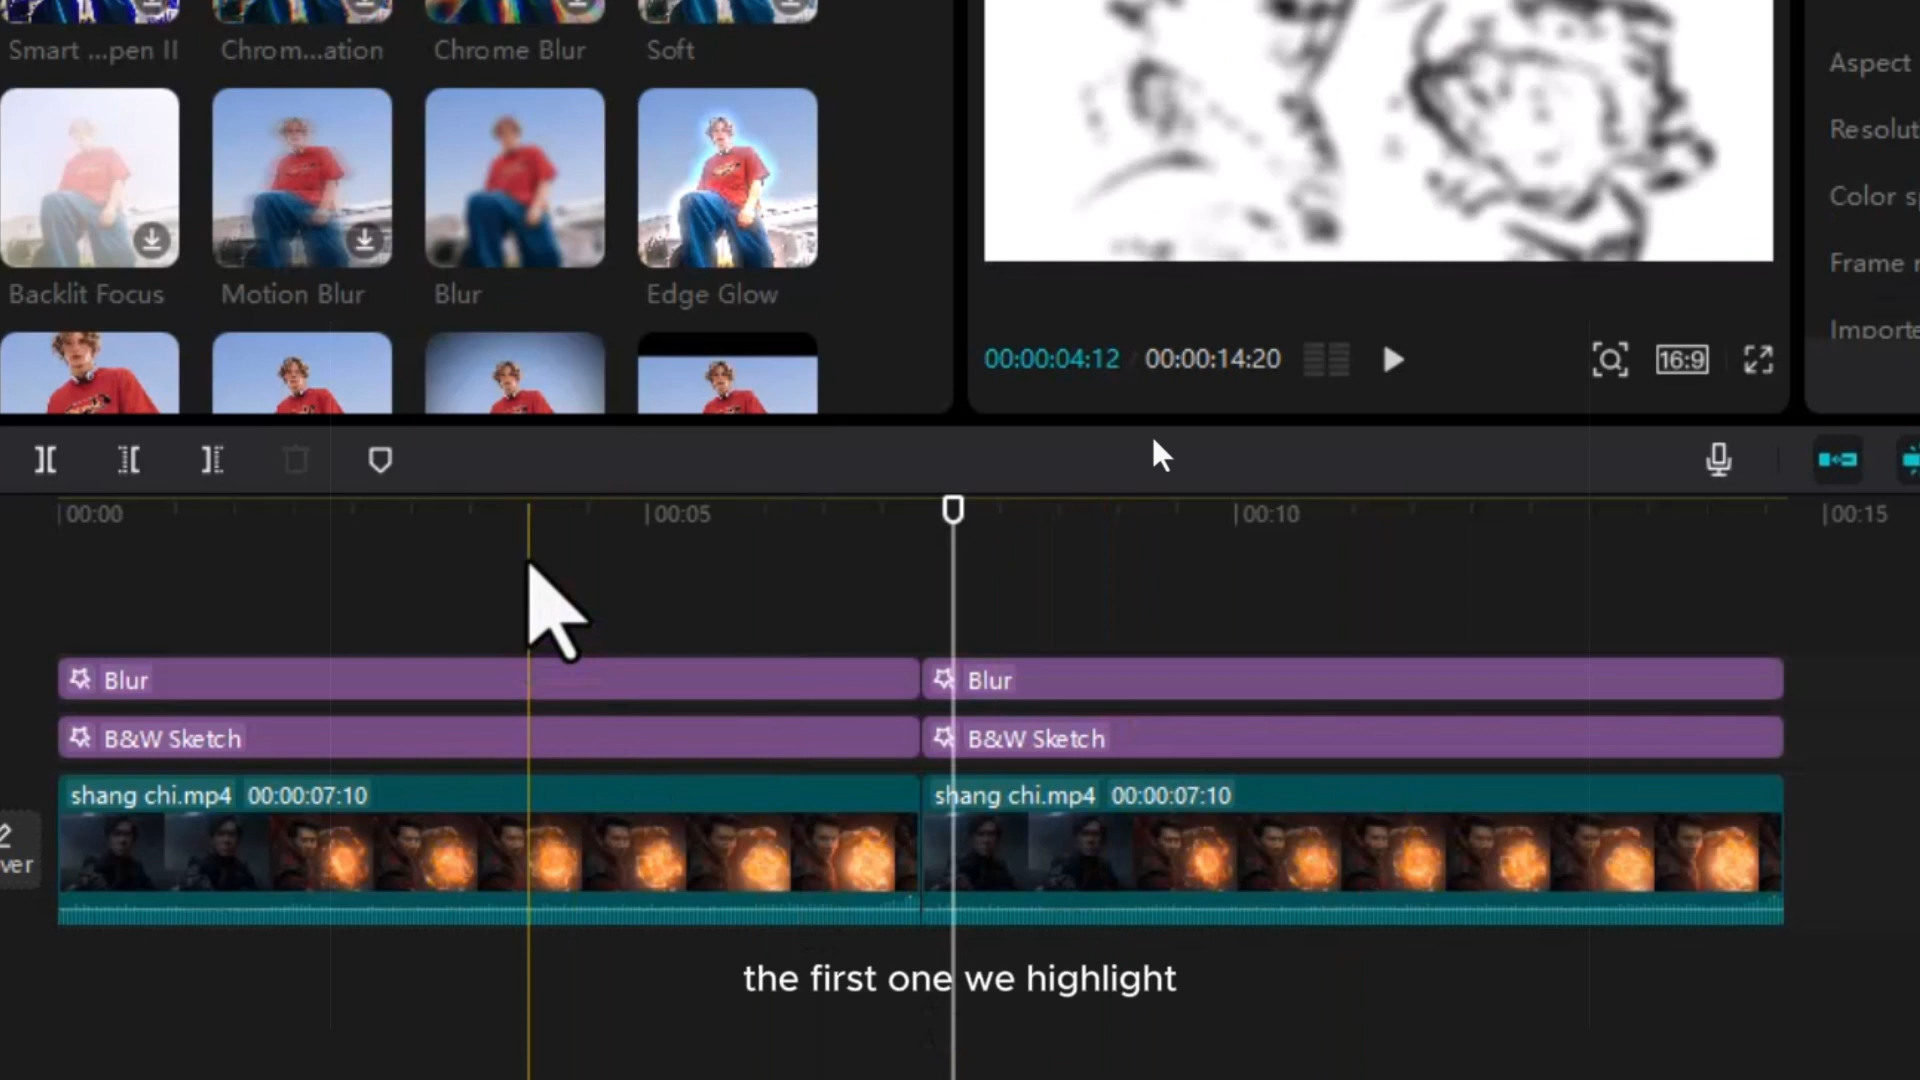 Smart ...pen II
Chrom...ation
Chrome Blur
Soft
Aspect
Resolut
Color s
Frame r
Importe
Backlit Focus
Motion Blur
Blur
Edge Glow
00:00:04:12 / 00:00:14:20
16:9
00:00
00:05
00:10
00:15
Blur
Blur
B&W Sketch
B&W Sketch
shang chi.mp4 00:00:07:10
shang chi.mp4 00:00:07:10
ver
the first one we highlight